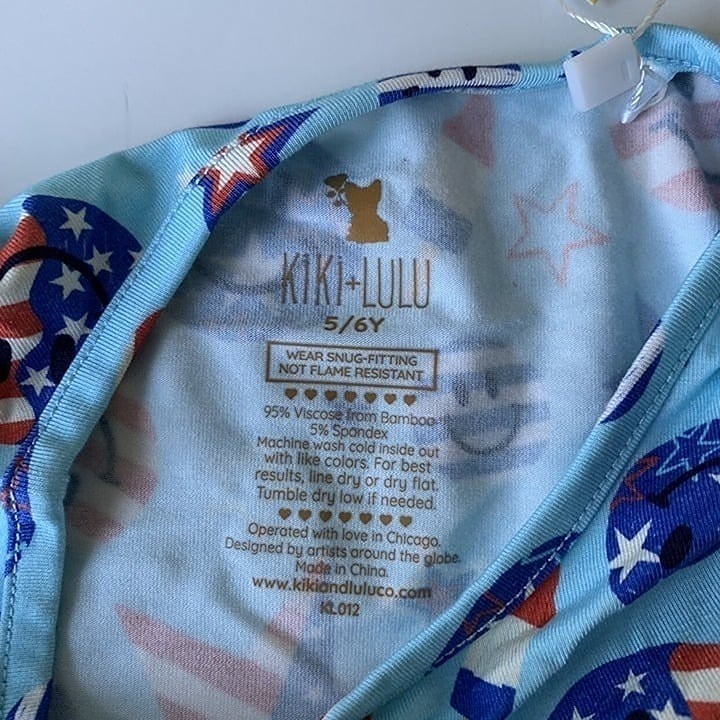 KiKi+LULU
5/6Y
WEAR SNUG-FITTING
NOT FLAME RESISTANT
95% Viscose from Bamboo
5% Spandex
Machine wash cold inside out
with like colors. For best
results, line dry or dry flat.
Tumble dry low if needed.
Operated with love in Chicago.
Designed by artists around the globe.
Made in China.
www.kikiandluluco.com
KL012